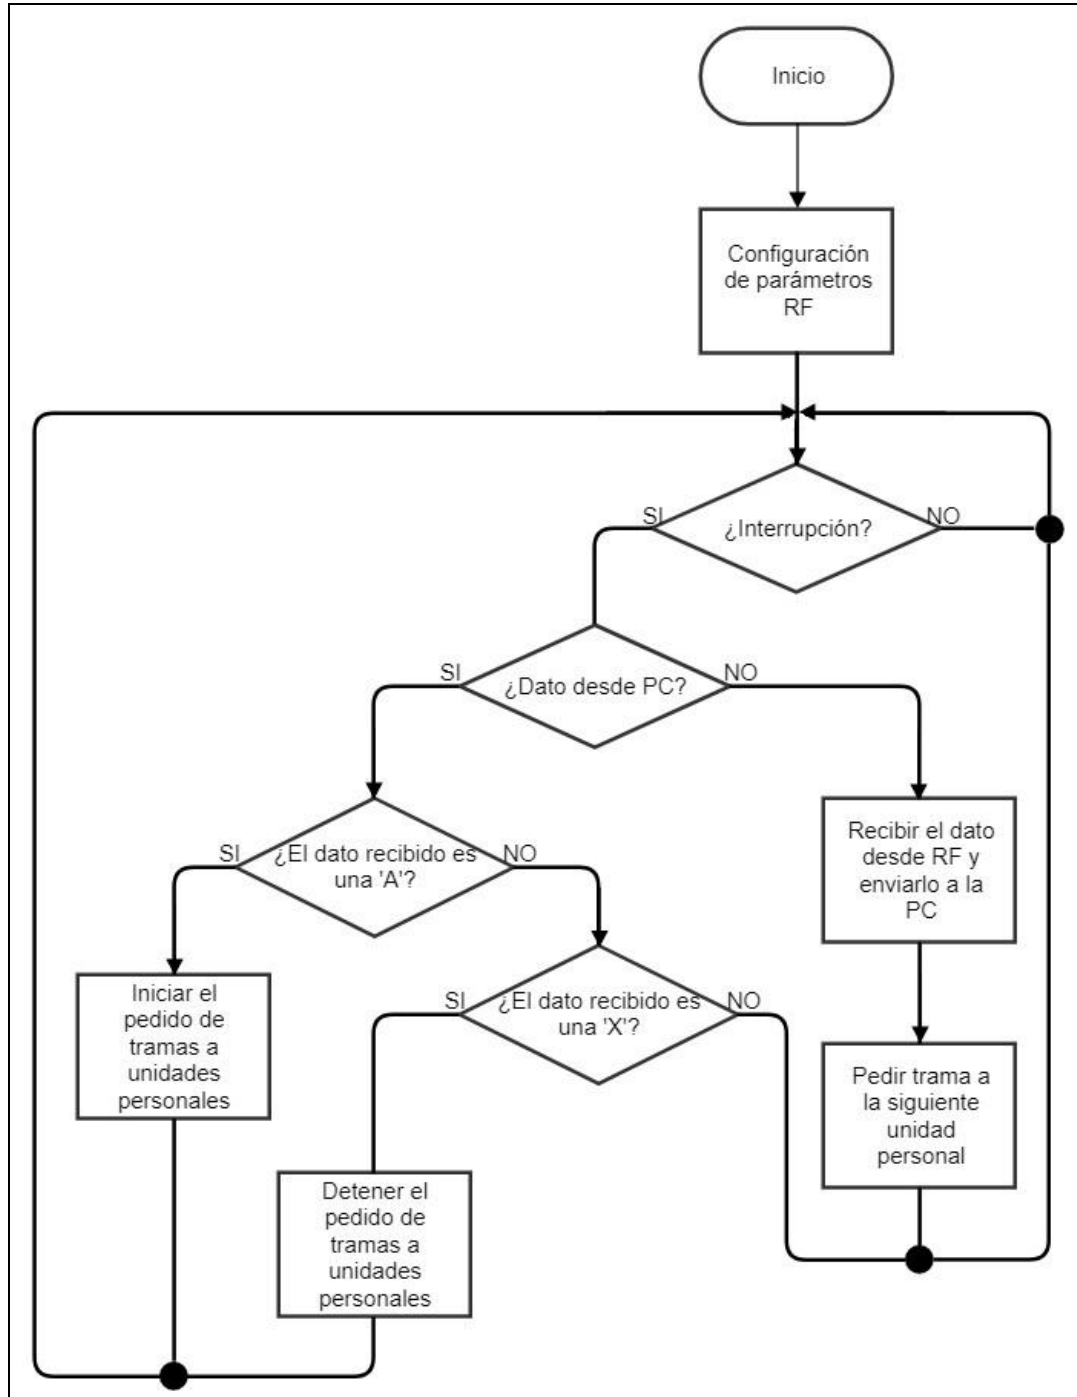 Inicio
Configuración
de parámetros
RF
SI
¿Interrupción?
NO
SI
¿Dato desde PC?
NO
SI
¿El dato recibido es
una 'A'?
NO
Recibir el dato
desde RF y
enviarlo a la
PC
Iniciar el
pedido de
tramas a
unidades
personales
SI
¿El dato recibido es
una 'X'?
NO
Pedir trama a
la siguiente
unidad
personal
Detener el
pedido de
tramas a
unidades
personales